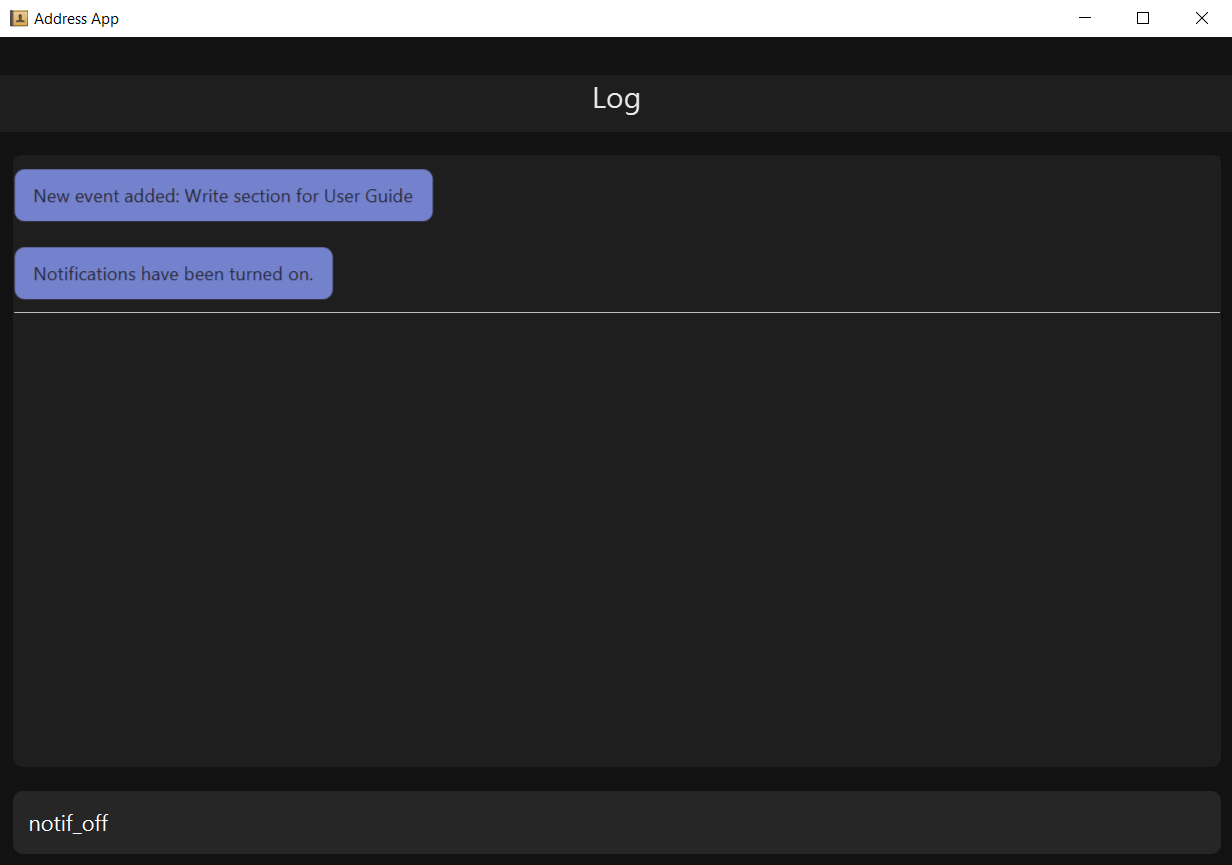 Address App
Log
New event added: Write section for User Guide
Notifications have been turned on.
notif_off